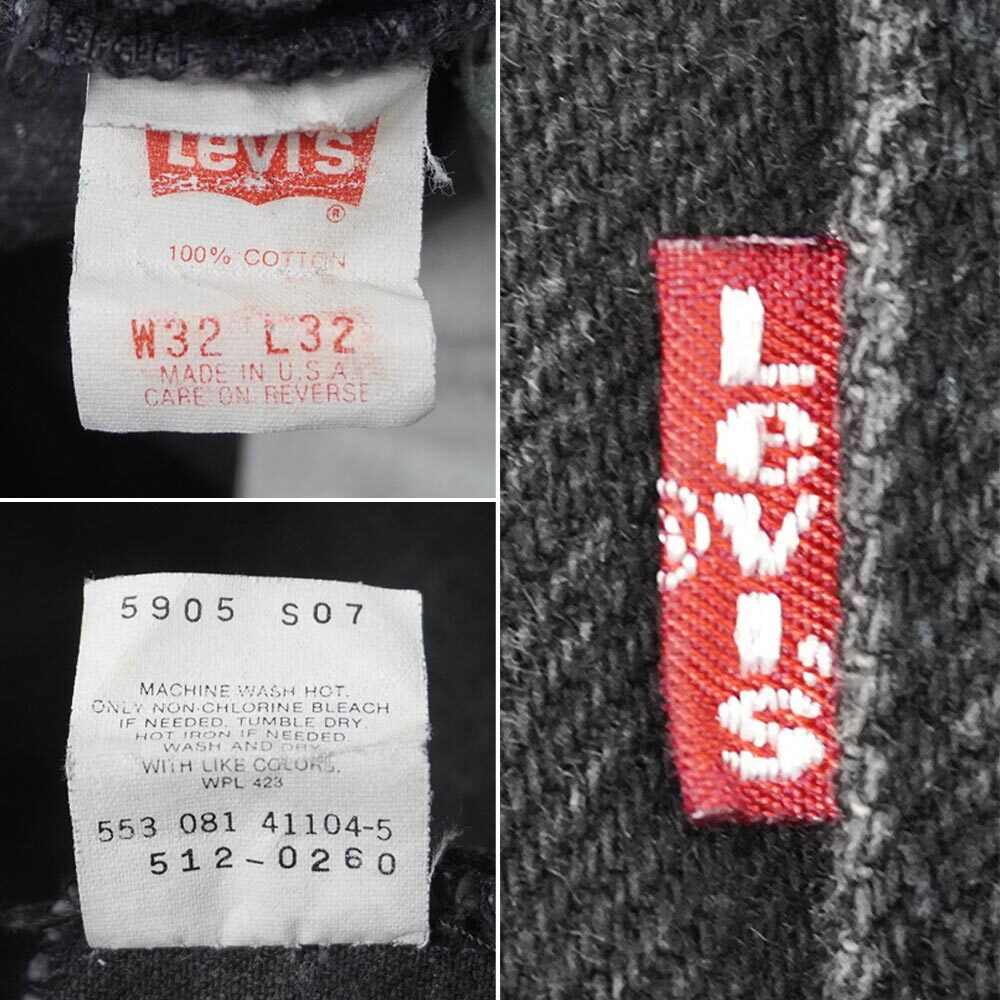 Levi's
®
100% COTTON
W32 L32
MADE IN U.S.A
CARE ON REVERSE
5905 S07
MACHINE WASH HOT.
ONLY NON-CHLORINE BLEACH
IF NEEDED. TUMBLE DRY.
HOT IRON IF NEEDED.
WASH AND DRY
WITH LIKE COLORS.
WPL 423
553 081 41104-5
512-0260
LEVI'S
®